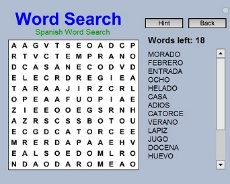 Word Search
Spanish Word Search
Hint
Back
A A G V T S E O A D C P
R T V C T E M P R A N O
D C A S A N E C O D V D
E L E C R D R E G I E A
T A R A A J I R Z C R L
O P E A A F U O P I A E
Z I E E O O E G S R N H
A Z R S C S S B O T O U
E C G D C A T O R C E E
M R E R D A P A A E H V
E A L S O E D O M L R O
N D A O D A R O M E A O
Words left: 18
MORADO
FEBRERO
ENTRADA
OCHO
HELADO
CASA
ADIOS
CATORCE
VERANO
LAPIZ
JUGO
DOCENA
HUEVO